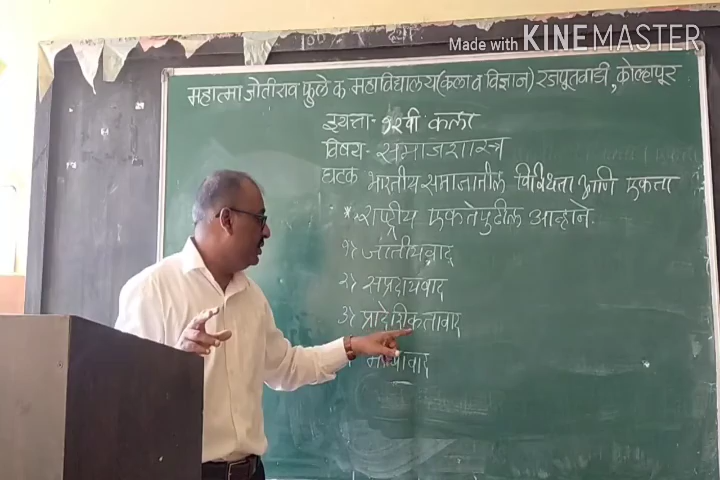 Made with KINEMASTER
महात्मा जोतीराव फुले क महाविद्यालय (कला व विज्ञान) रजपूतवाडी, कोल्हापूर
इयत्ता - १२वी कला
विषय - समाजशास्त्र
घटक भारतीय समाजातील विविधता आणि एकता
* राष्ट्रीय एकतेपुढील आव्हाने.
१) जातीयवाद
२) संप्रदायवाद
३) प्रादेशिकतावाद